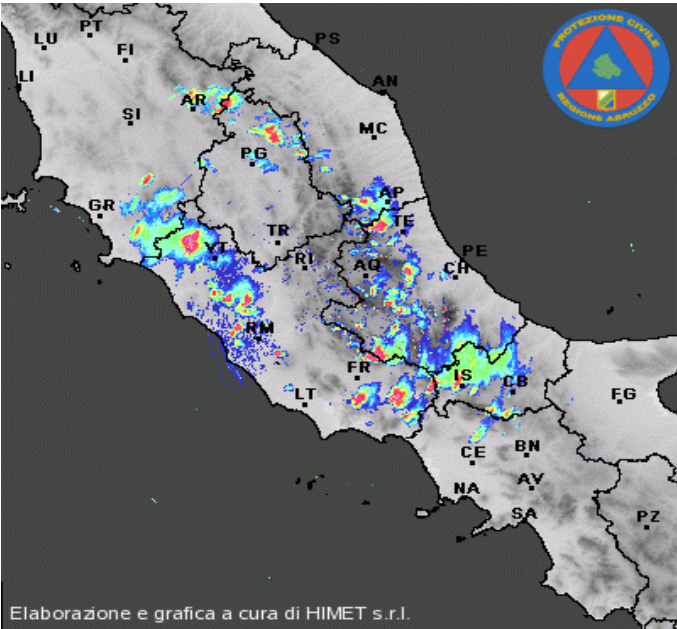 PROTEZIONE CIVILE
REGIONE ABRUZZO
PT
PS
LU
FI
LI
AN
AR
SI
MC
PG
AP
GR
TE
TR
VT
PE
RI
AQ
CH
RM
FR
IS
CB
LT
FG
BN
CE
AV
NA
SA
PZ
Elaborazione e grafica a cura di HIMET s.r.l.